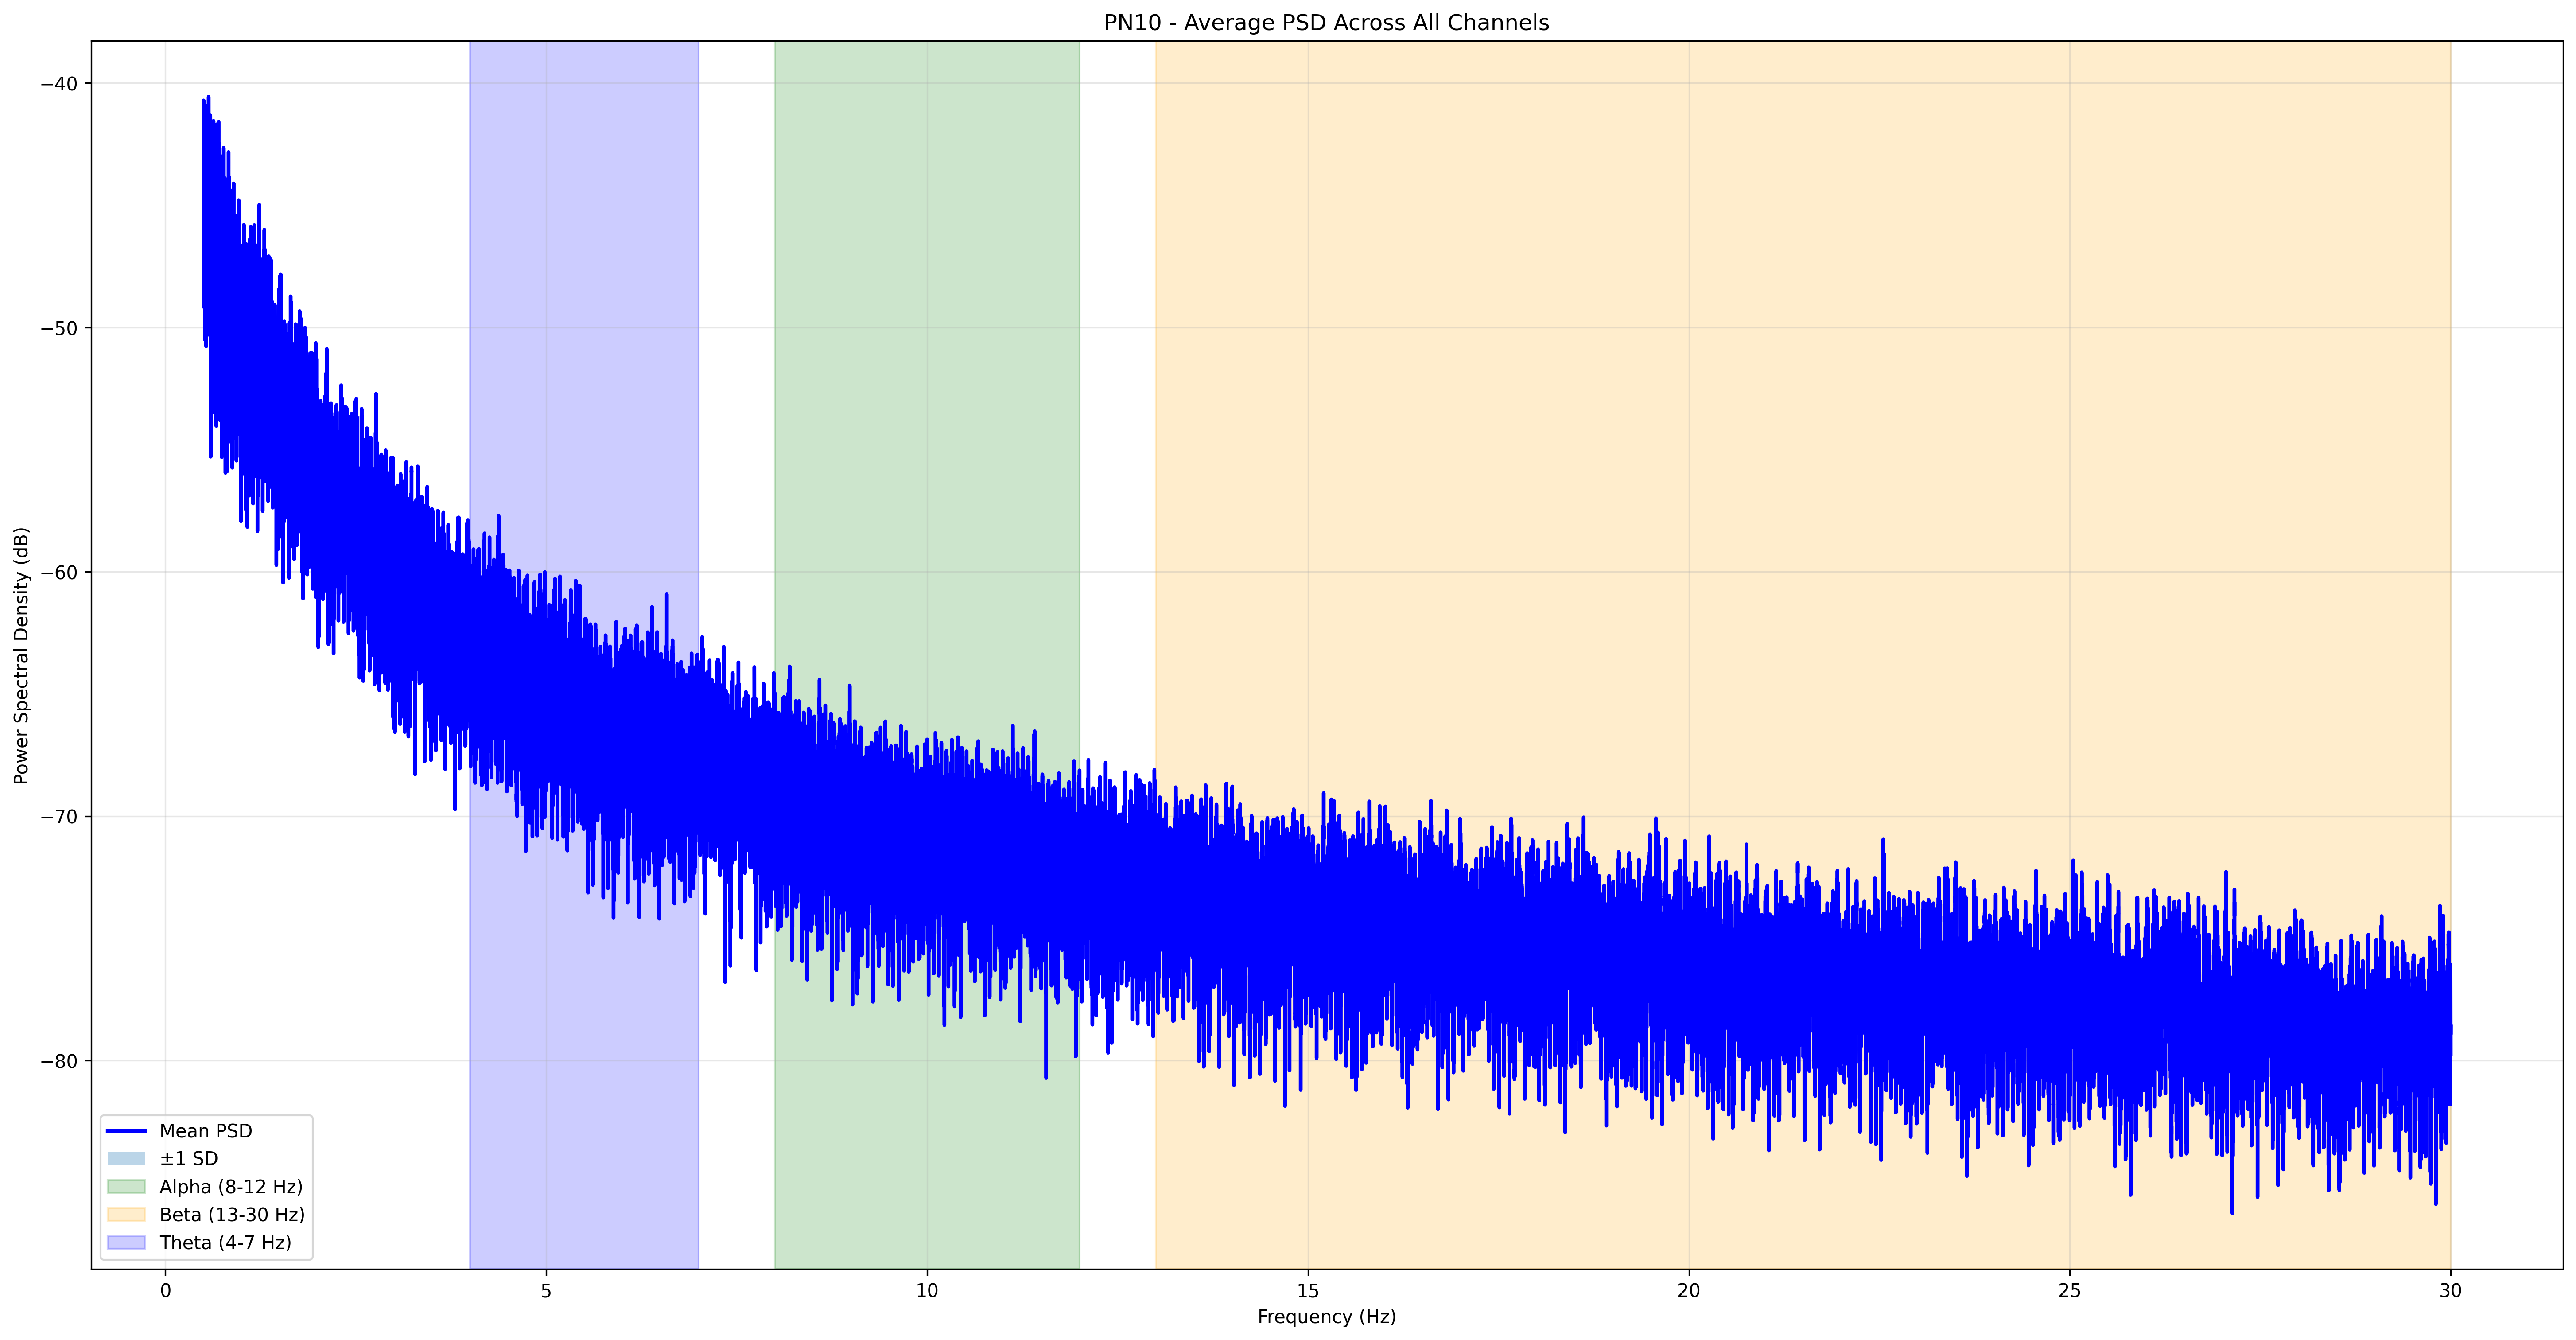 PN10 - Average PSD Across All Channels
Power Spectral Density (dB)
−40
−50
−60
−70
−80
Mean PSD
±1 SD
Alpha (8-12 Hz)
Beta (13-30 Hz)
Theta (4-7 Hz)
0 5 10 15 20 25 30
Frequency (Hz)